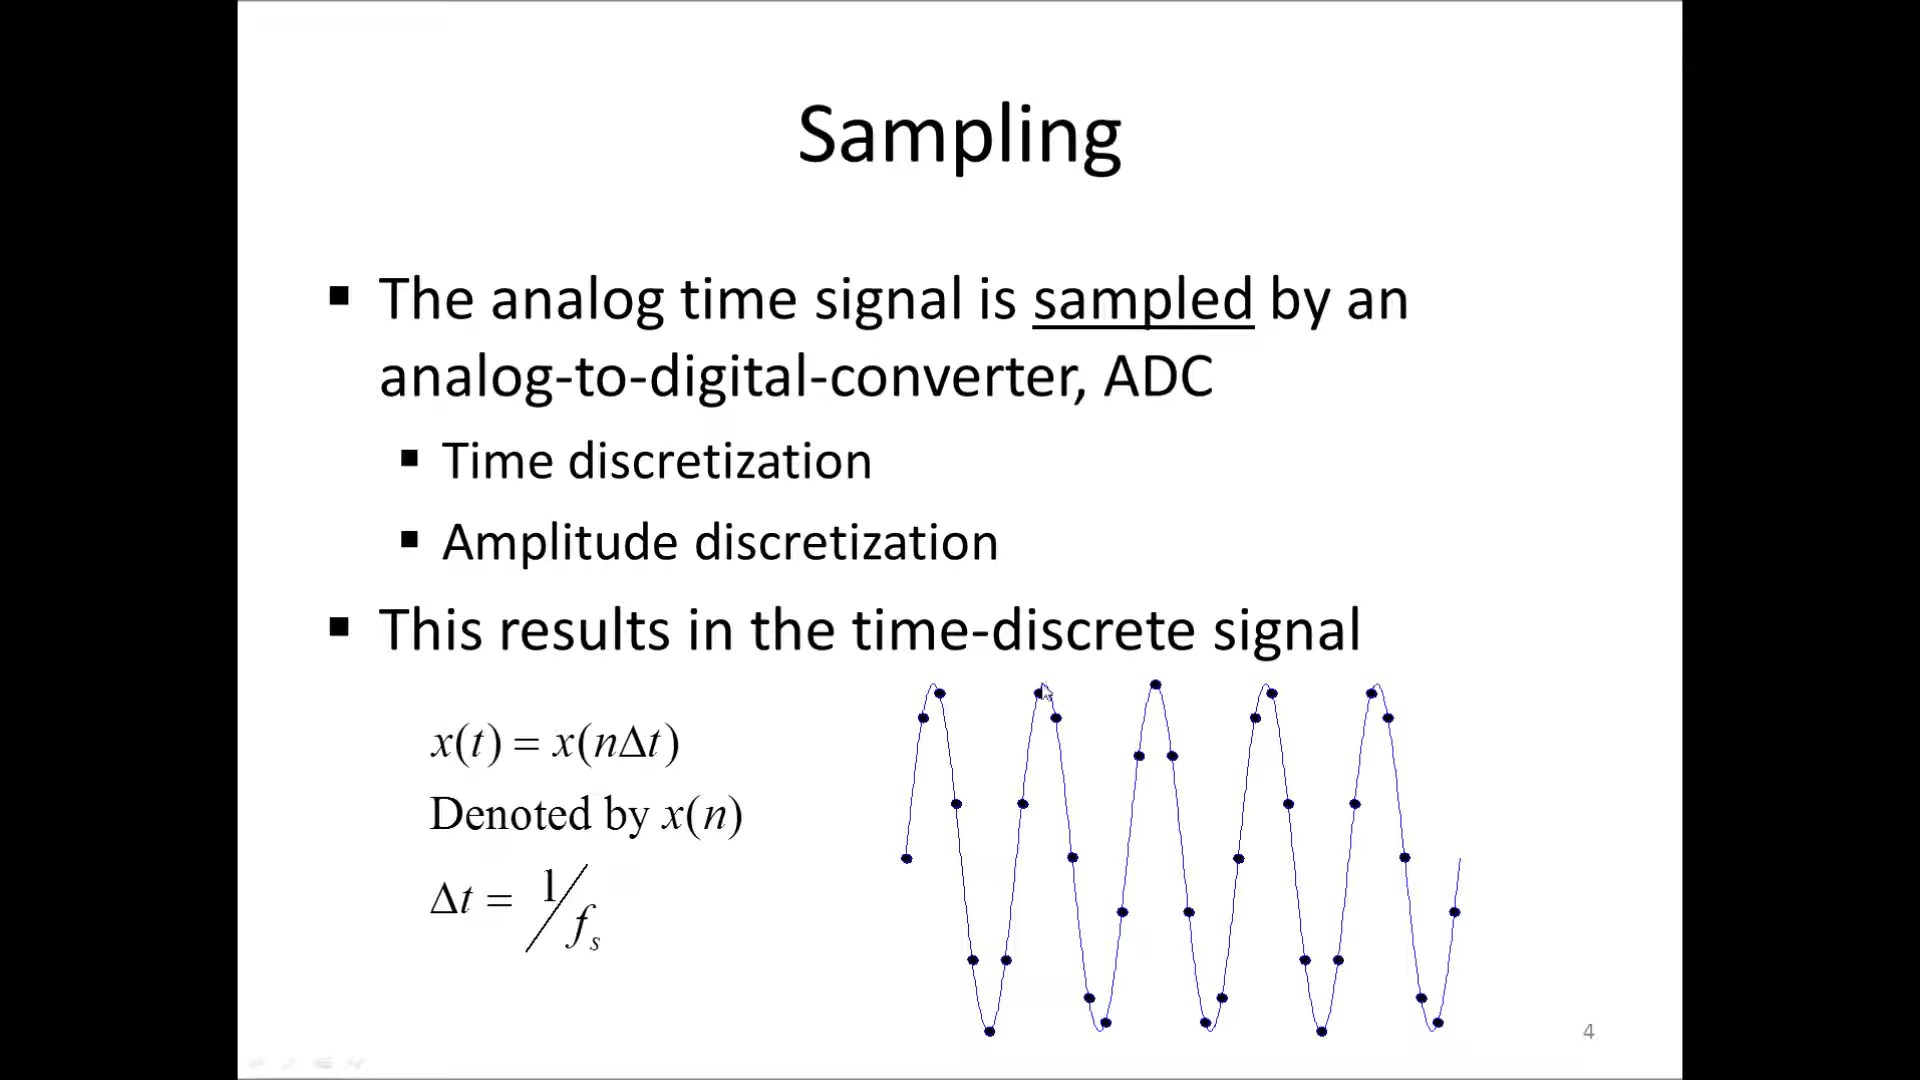 Sampling
▪ The analog time signal is sampled by an
analog-to-digital-converter, ADC
▪ Time discretization
▪ Amplitude discretization
▪ This results in the time-discrete signal
x(t) = x(nΔt)
Denoted by x(n)
Δt = 1/fs
4